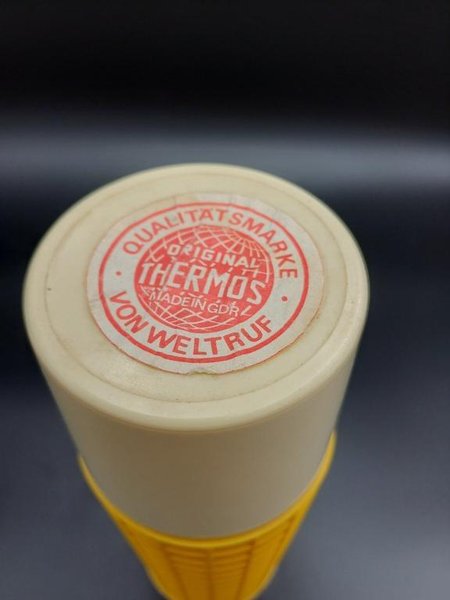 QUALITÄTSMARKE
ORIGINAL
THERMOS
MADE IN GDR
VON WELTRUF